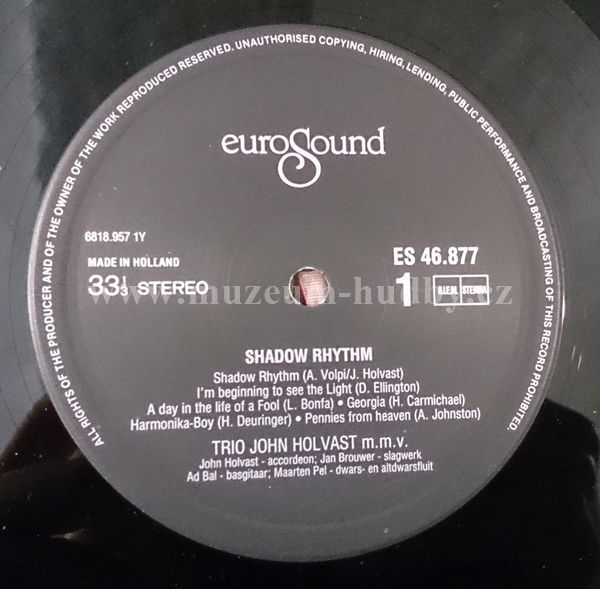 ALL RIGHTS OF THE PRODUCER AND OF THE OWNER OF THE WORK REPRODUCED RESERVED. UNAUTHORISED COPYING, HIRING, LENDING, PUBLIC PERFORMANCE AND BROADCASTING OF THIS RECORD PROHIBITED.
euroSound
6818.957 1Y
MADE IN HOLLAND
33⅓ STEREO
ES 46.877
1
B.I.E.M. STEMRA
www.muzeum-hudby.cz
SHADOW RHYTHM
Shadow Rhythm (A. Volpi/J. Holvast)
I'm beginning to see the Light (D. Ellington)
A day in the life of a Fool (L. Bonfa) • Georgia (H. Carmichael)
Harmonika-Boy (H. Deuringer) • Pennies from heaven (A. Johnston)
TRIO JOHN HOLVAST m.m.v.
John Holvast - accordeon; Jan Brouwer - slagwerk
Ad Bal - basgitaar; Maarten Pel - dwars- en altdwarsfluit